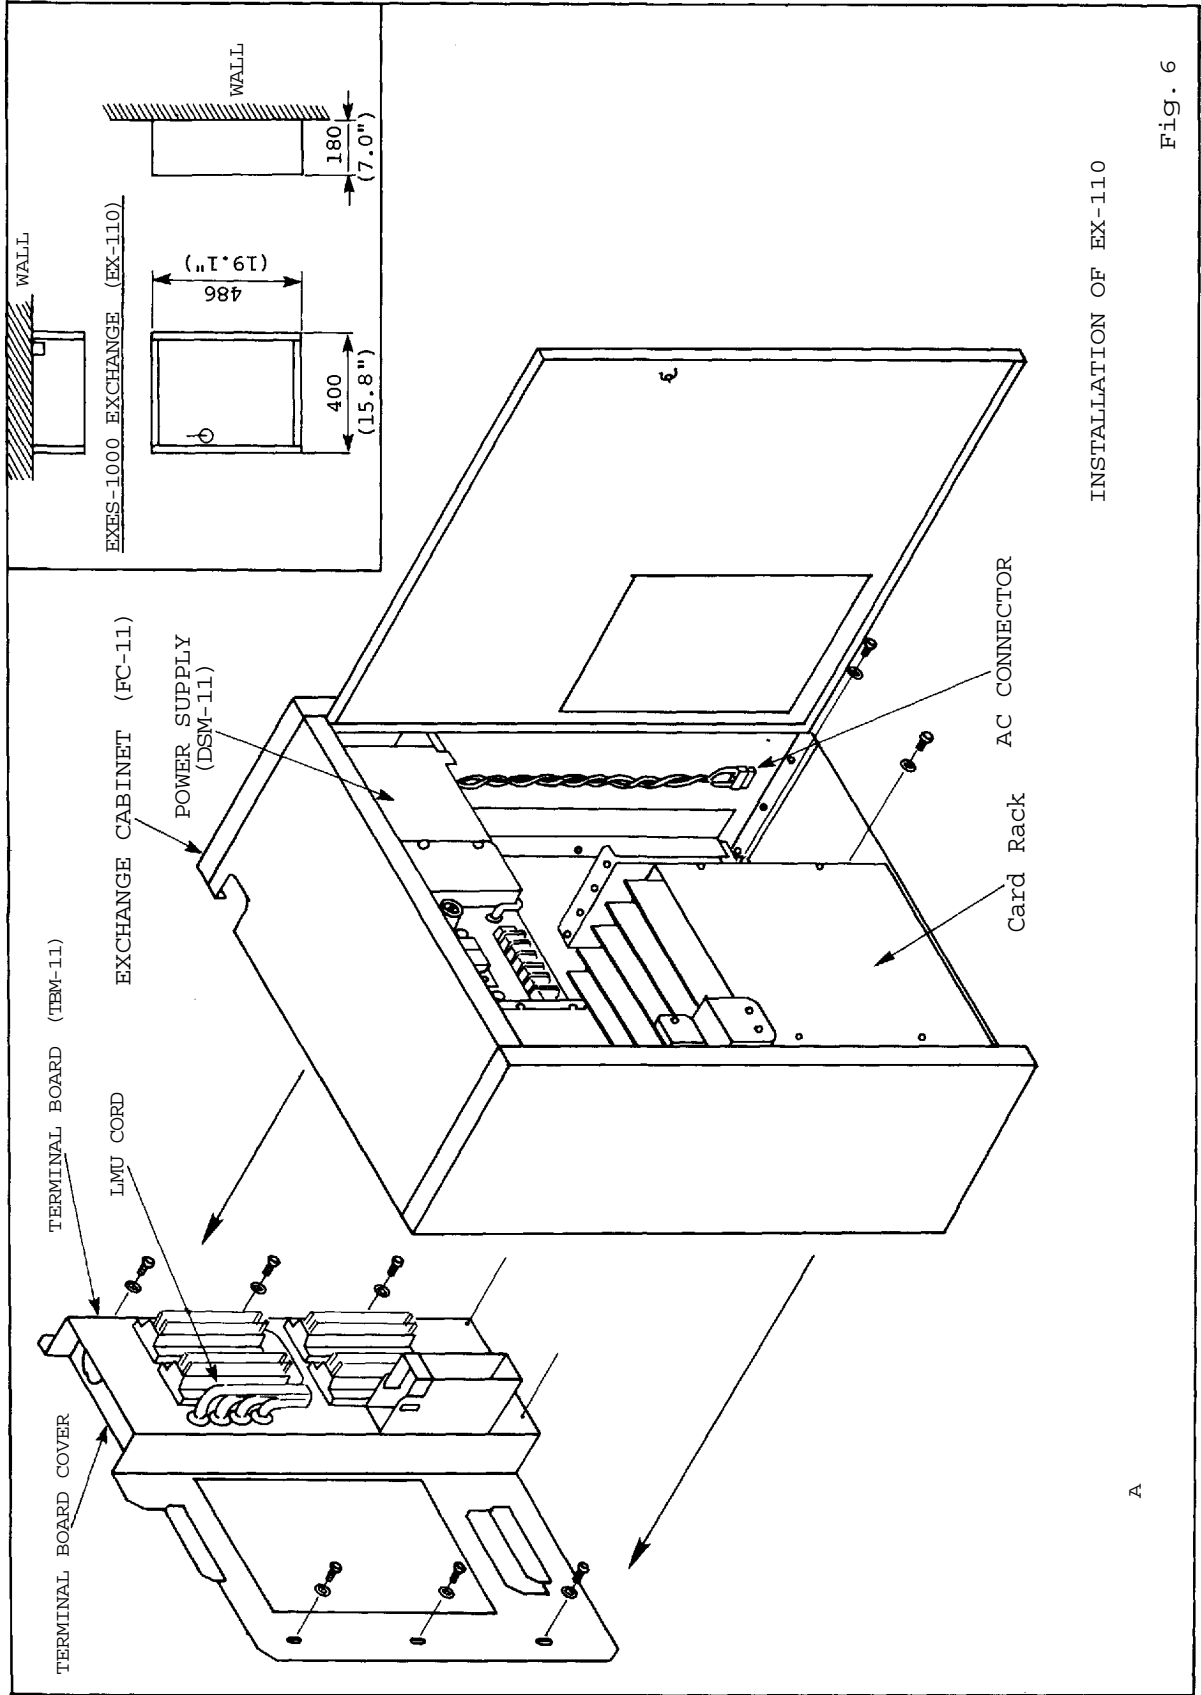 TERMINAL BOARD COVER
TERMINAL BOARD (TBM-11)
LMU CORD
EXCHANGE CABINET (FC-11)
POWER SUPPLY
(DSM-11)
WALL
EXES-1000 EXCHANGE (EX-110)
400
(15.8")
486
(19.1")
WALL
180
(7.0")
AC CONNECTOR
Card Rack
INSTALLATION OF EX-110
A
Fig. 6